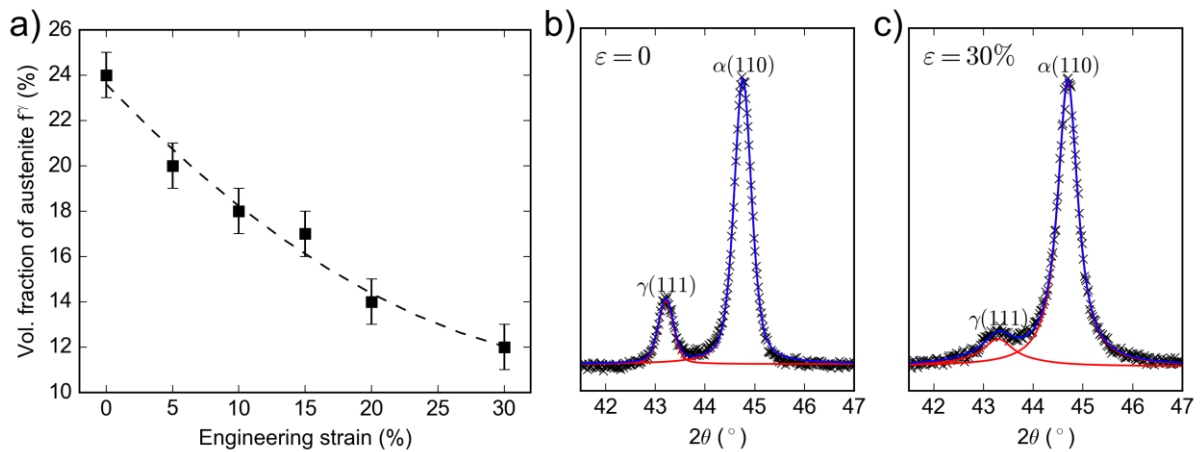 a)
26
24
22
20
18
16
14
12
10
Vol. fraction of austenite fᵞ (%)
0 5 10 15 20 25 30
Engineering strain (%)
b)
ε = 0
α(110)
γ(111)
42 43 44 45 46 47
2θ (°)
c)
ε = 30%
α(110)
γ(111)
42 43 44 45 46 47
2θ (°)